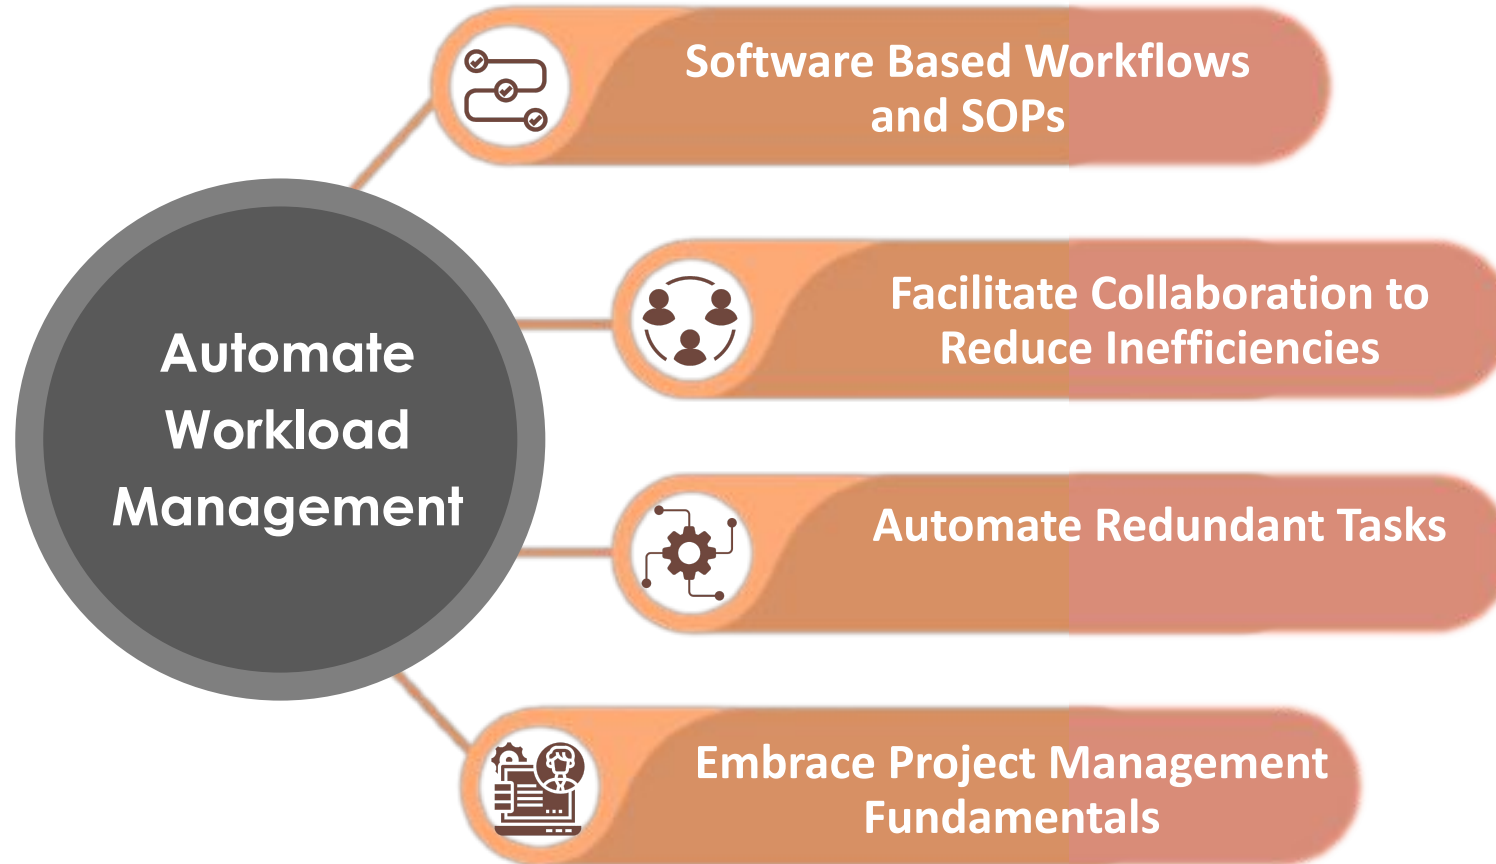 Software Based Workflows
and SOPs
Automate
Workload
Management
Facilitate Collaboration to
Reduce Inefficiencies
Automate Redundant Tasks
Embrace Project Management
Fundamentals